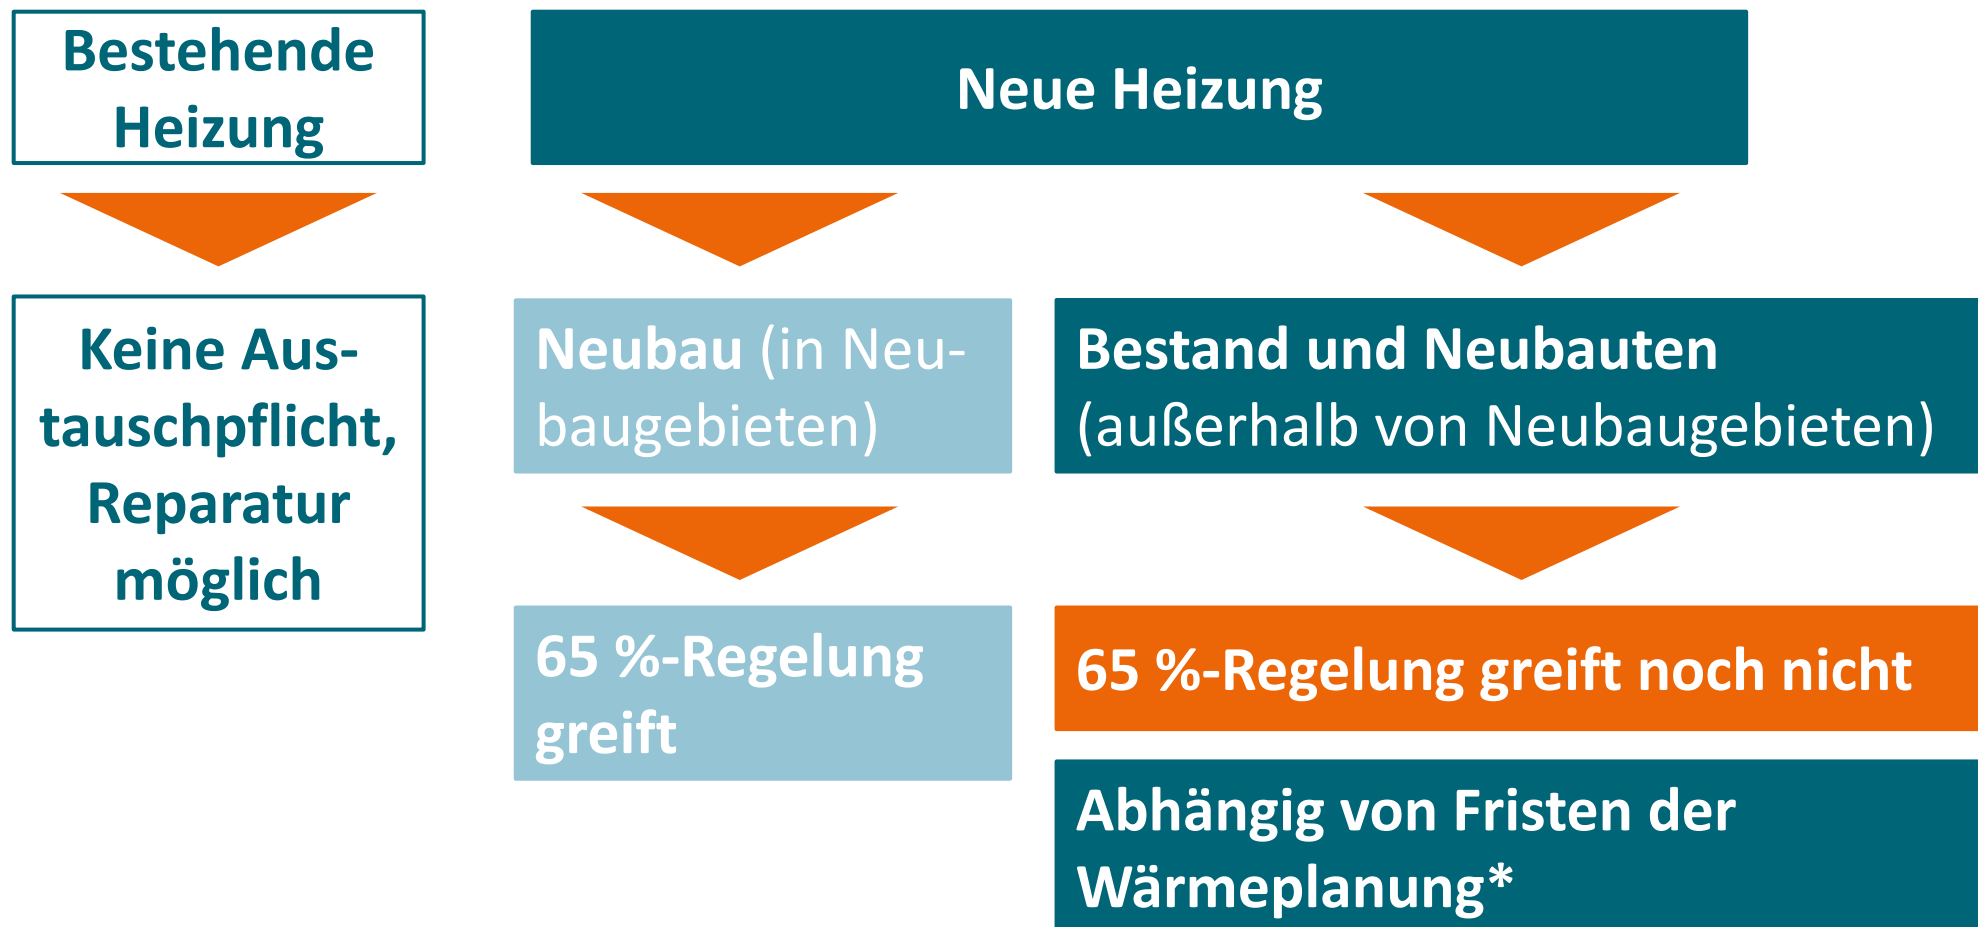 Bestehende
Heizung
Neue Heizung
Keine Aus-
tauschpflicht,
Reparatur
möglich
Neubau (in Neu-
baugebieten)
Bestand und Neubauten
(außerhalb von Neubaugebieten)
65 %-Regelung
greift
65 %-Regelung greift noch nicht
Abhängig von Fristen der
Wärmeplanung*